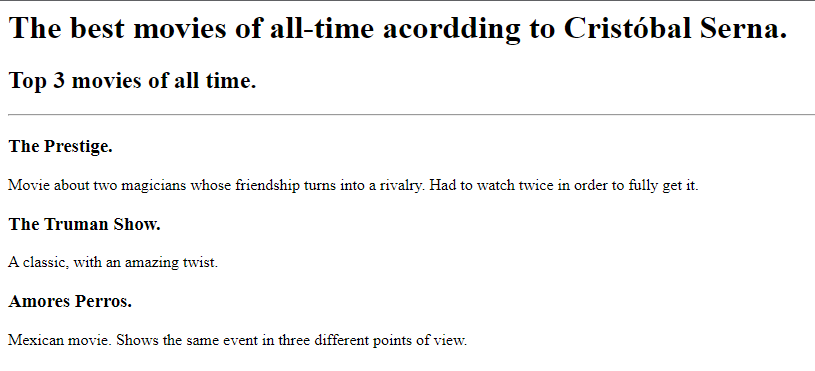 The best movies of all-time acordding to Cristóbal Serna.
Top 3 movies of all time.
The Prestige.
Movie about two magicians whose friendship turns into a rivalry. Had to watch twice in order to fully get it.
The Truman Show.
A classic, with an amazing twist.
Amores Perros.
Mexican movie. Shows the same event in three different points of view.